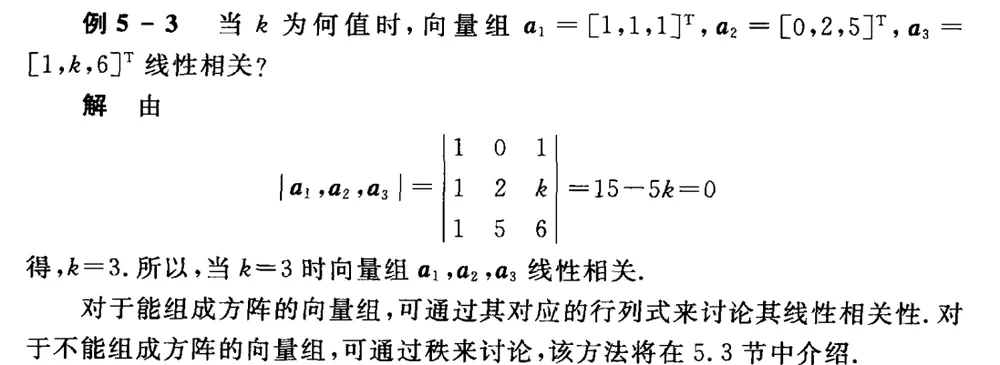 例 5-3 当 k 为何值时,向量组 a₁=[1,1,1]ᵀ,a₂=[0,2,5]ᵀ,a₃=
[1,k,6]ᵀ 线性相关?
解 由
|a₁,a₂,a₃|=|1 0 1|=15-5k=0
|1 2 k|
|1 5 6|
得,k=3.所以,当 k=3 时向量组 a₁,a₂,a₃ 线性相关.
对于能组成方阵的向量组,可通过其对应的行列式来讨论其线性相关性.对
于不能组成方阵的向量组,可通过秩来讨论,该方法将在 5.3 节中介绍.